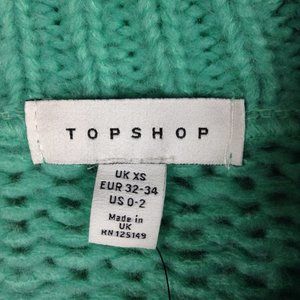 TOPSHOP
UK XS
EUR 32-34
US 0-2
Made in
UK
RN 125149